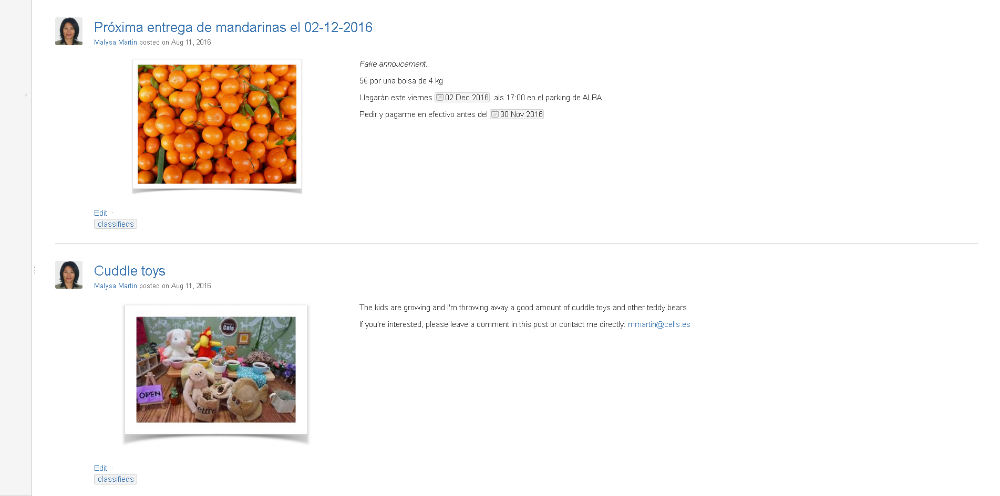 Próxima entrega de mandarinas el 02-12-2016
Malysa Martin posted on Aug 11, 2016
Fake annoucement.
5€ por una bolsa de 4 kg
Llegarán este viernes 02 Dec 2016 als 17:00 en el parking de ALBA.
Pedir y pagarme en efectivo antes del 30 Nov 2016
Edit ·
classifieds
Cuddle toys
Malysa Martin posted on Aug 11, 2016
The kids are growing and I'm throwing away a good amount of cuddle toys and other teddy bears.
If you're interested, please leave a comment in this post or contact me directly: mmartin@cells.es
Cafe
OPEN
Edit ·
classifieds